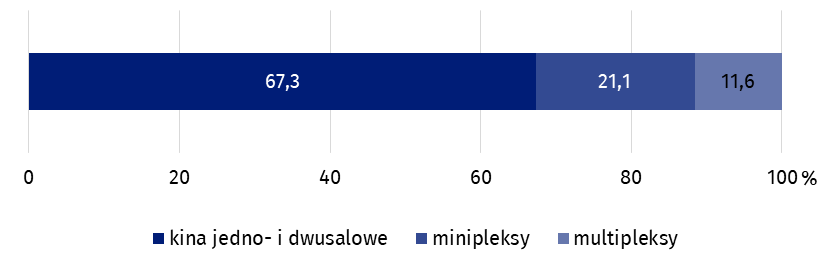 67,3 21,1 11,6
0 20 40 60 80 100 %
kina jedno- i dwusalowe minipleksy multipleksy